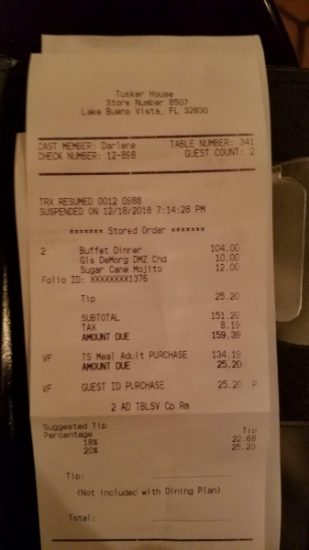 Tusker House
Store Number 8507
Lake Buena Vista, FL 32830
CAST MEMBER: Darlene TABLE NUMBER: 341
CHECK NUMBER: 12-898 GUEST COUNT: 2
TRX RESUMED 0012 0988
SUSPENDED ON 12/18/2018 7:14:28 PM
******* Stored Order *******
2 Buffet Dinner 104.00
Gls DeMorg DMZ Chd 10.00
Sugar Cane Mojito 12.00
Folio ID: XXXXXXXX1376
Tip 25.20
SUBTOTAL 151.20
TAX 8.19
AMOUNT DUE 159.39
VF TS Meal Adult PURCHASE 134.19
AMOUNT DUE 25.20
VF GUEST ID PURCHASE 25.20 P
2 AD TBLSV Cp Rm
Suggested Tip
Percentage Tip
18% 22.68
20% 25.20
Tip:
(Not included with Dining Plan)
Total: